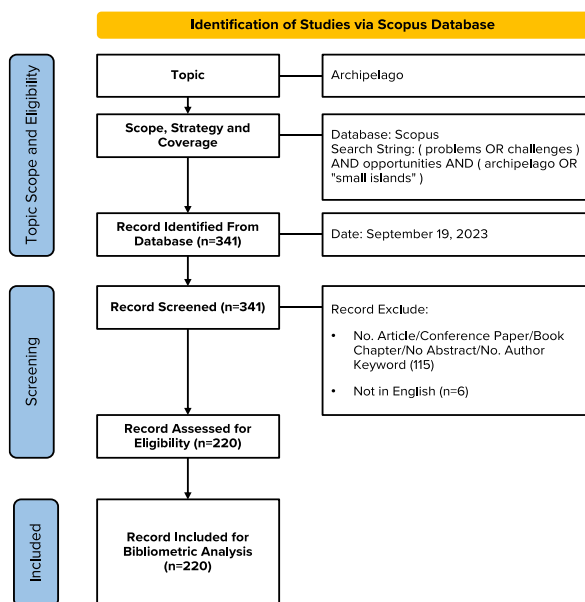 Identification of Studies via Scopus Database
Topic Scope and Eligibility
Topic
Archipelago
Scope, Strategy and
Coverage
Database: Scopus
Search String: ( problems OR challenges )
AND opportunities AND ( archipelago OR
"small islands" )
Record Identified From
Database (n=341)
Date: September 19, 2023
Screening
Record Screened (n=341)
Record Exclude:
• No. Article/Conference Paper/Book
Chapter/No Abstract/No. Author
Keyword (115)
• Not in English (n=6)
Record Assessed for
Eligibility (n=220)
Included
Record Included for
Bibliometric Analysis
(n=220)